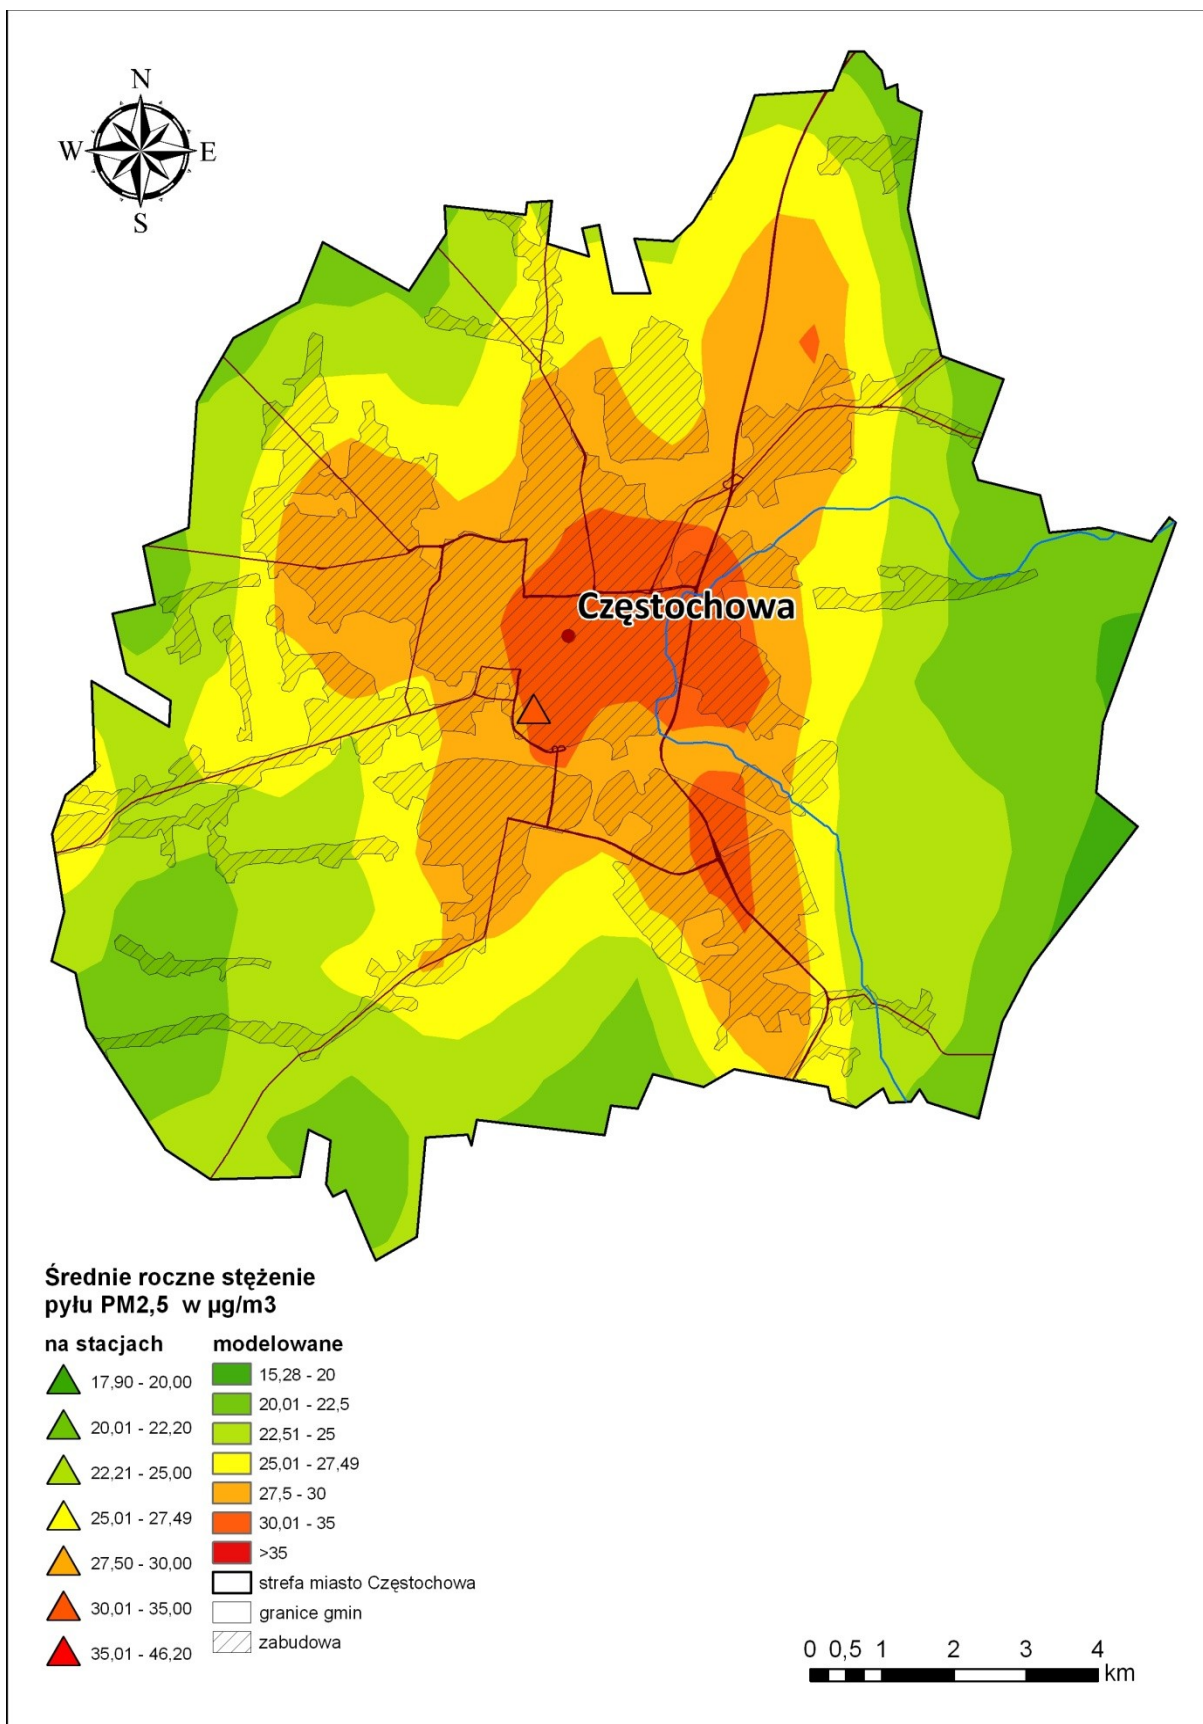 N
W E
S
Częstochowa
Średnie roczne stężenie
pyłu PM2,5 w µg/m3
na stacjach modelowane
17,90 - 20,00
20,01 - 22,20
22,21 - 25,00
25,01 - 27,49
27,50 - 30,00
30,01 - 35,00
35,01 - 46,20
15,28 - 20
20,01 - 22,5
22,51 - 25
25,01 - 27,49
27,5 - 30
30,01 - 35
>35
strefa miasto Częstochowa
granice gmin
zabudowa
0 0,5 1 2 3 4
km